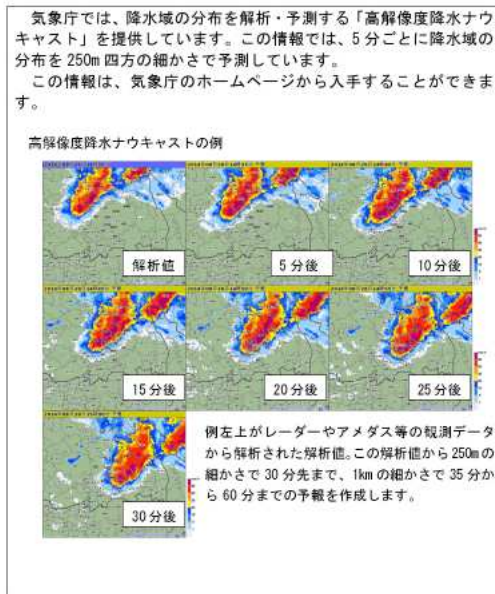 気象庁では、降水域の分布を解析・予測する「高解像度降水ナウ
キャスト」を提供しています。この情報では、5分ごとに降水域の
分布を250m四方の細かさで予測しています。
この情報は、気象庁のホームページから入手することができま
す。
高解像度降水ナウキャストの例
解析値
5分後
10分後
15分後
20分後
25分後
30分後
例左上がレーダーやアメダス等の観測データ
から解析された解析値。この解析値から250mの
細かさで30分先まで、1kmの細かさで35分か
ら60分までの予報を作成します。